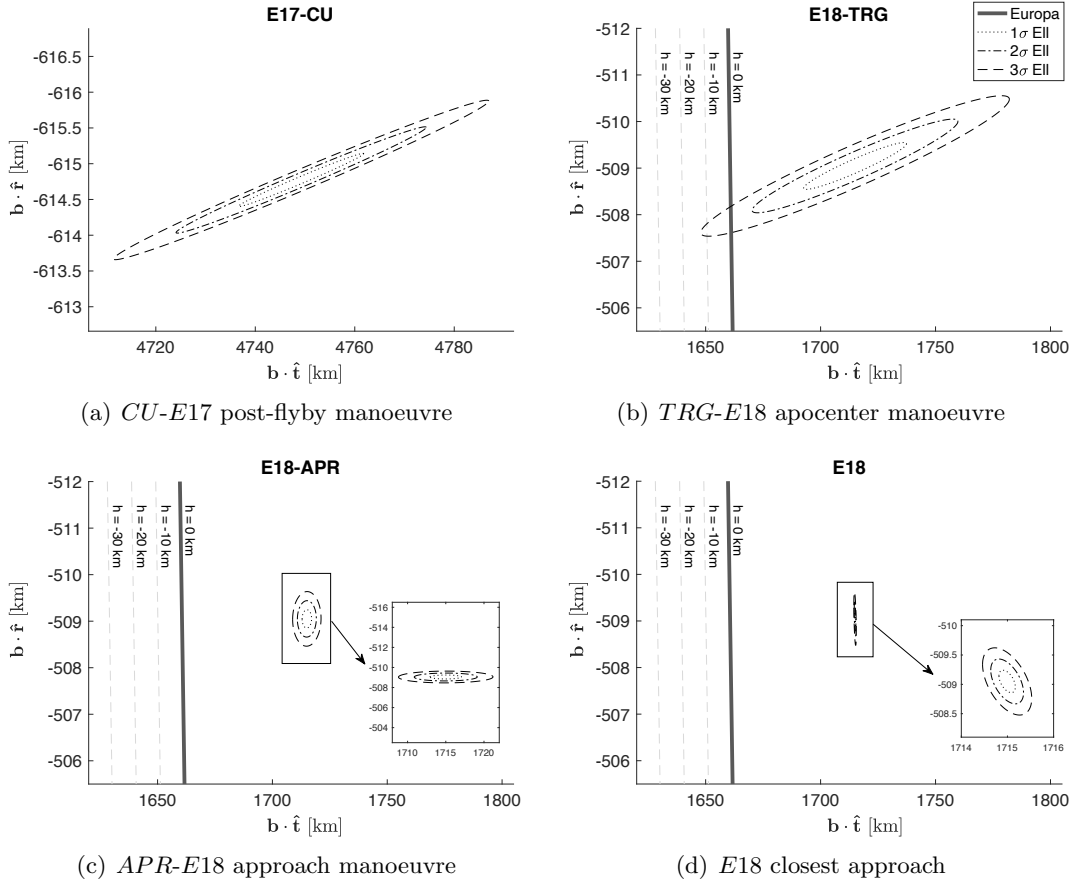 E17-CU
-616.5
-616
-615.5
-615
-614.5
-614
-613.5
-613
b · r̂ [km]
4720 4740 4760 4780
b · t̂ [km]
(a) CU-E17 post-flyby manoeuvre
E18-TRG
-512
-511
-510
-509
-508
-507
-506
b · r̂ [km]
h = -30 km
h = -20 km
h = -10 km
h = 0 km
Europa
1σ Ell
2σ Ell
3σ Ell
1650 1700 1750 1800
b · t̂ [km]
(b) TRG-E18 apocenter manoeuvre
E18-APR
-512
-511
-510
-509
-508
-507
-506
b · r̂ [km]
h = -30 km
h = -20 km
h = -10 km
h = 0 km
-516
-514
-512
-510
-508
-506
-504
1710 1715 1720
1650 1700 1750 1800
b · t̂ [km]
(c) APR-E18 approach manoeuvre
E18
-512
-511
-510
-509
-508
-507
-506
b · r̂ [km]
h = -30 km
h = -20 km
h = -10 km
h = 0 km
-510
-509.5
-509
-508.5
1714 1715 1716
1650 1700 1750 1800
b · t̂ [km]
(d) E18 closest approach